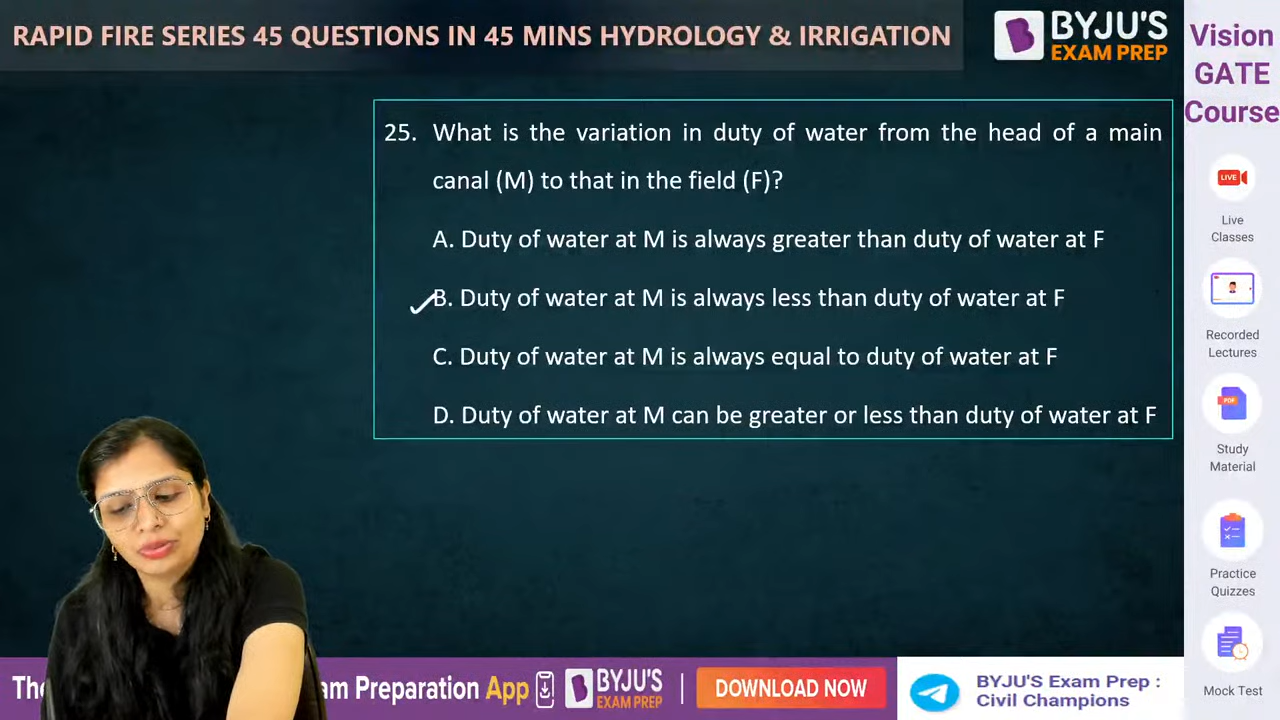 RAPID FIRE SERIES 45 QUESTIONS IN 45 MINS HYDROLOGY & IRRIGATION
BYJU'S
EXAM PREP
Vision
GATE
Course
25. What is the variation in duty of water from the head of a main
canal (M) to that in the field (F)?
A. Duty of water at M is always greater than duty of water at F
B. Duty of water at M is always less than duty of water at F
C. Duty of water at M is always equal to duty of water at F
D. Duty of water at M can be greater or less than duty of water at F
LIVE
Live
Classes
Recorded
Lectures
PDF
Study
Material
Practice
Quizzes
Mock Test
The
am Preparation App
BYJU'S
EXAM PREP
DOWNLOAD NOW
BYJU'S Exam Prep :
Civil Champions